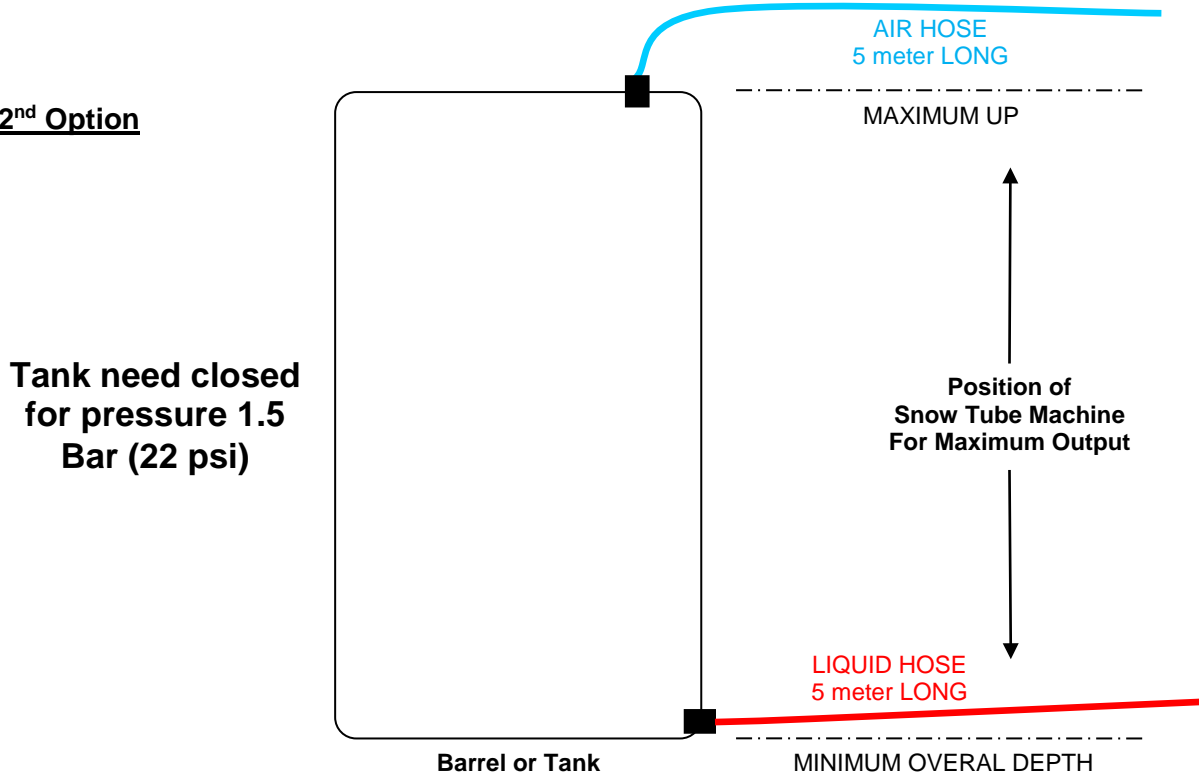 AIR HOSE
5 meter LONG
2nd Option
MAXIMUM UP
Tank need closed
for pressure 1.5
Bar (22 psi)
Position of
Snow Tube Machine
For Maximum Output
LIQUID HOSE
5 meter LONG
Barrel or Tank
MINIMUM OVERAL DEPTH